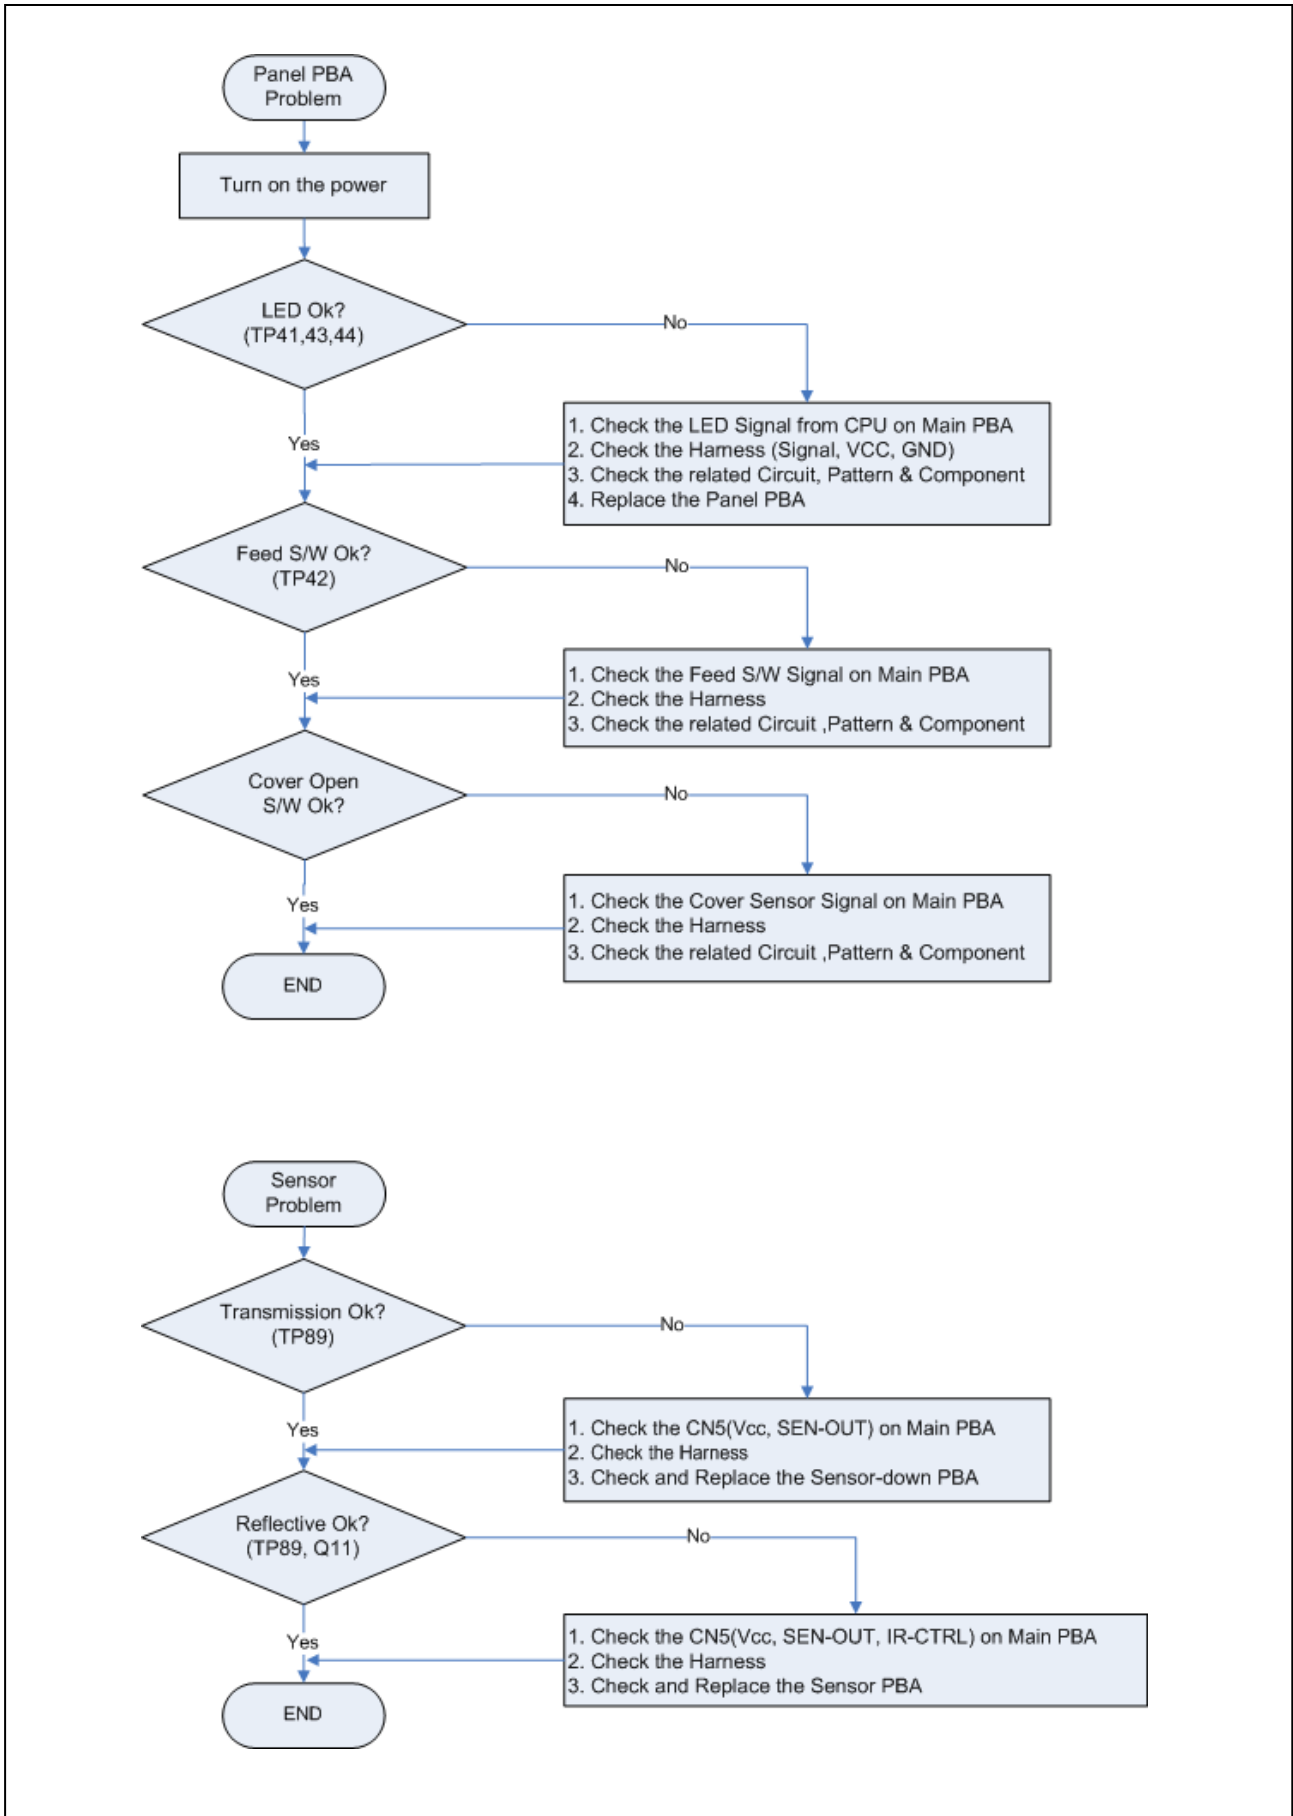 Panel PBA
Problem
Turn on the power
LED Ok?
(TP41,43,44)
No
1. Check the LED Signal from CPU on Main PBA
2. Check the Harness (Signal, VCC, GND)
3. Check the related Circuit, Pattern & Component
4. Replace the Panel PBA
Yes
Feed S/W Ok?
(TP42)
No
1. Check the Feed S/W Signal on Main PBA
2. Check the Harness
3. Check the related Circuit ,Pattern & Component
Yes
Cover Open
S/W Ok?
No
1. Check the Cover Sensor Signal on Main PBA
2. Check the Harness
3. Check the related Circuit ,Pattern & Component
Yes
END
Sensor
Problem
Transmission Ok?
(TP89)
No
1. Check the CN5(Vcc, SEN-OUT) on Main PBA
2. Check the Harness
3. Check and Replace the Sensor-down PBA
Yes
Reflective Ok?
(TP89, Q11)
No
1. Check the CN5(Vcc, SEN-OUT, IR-CTRL) on Main PBA
2. Check the Harness
3. Check and Replace the Sensor PBA
Yes
END